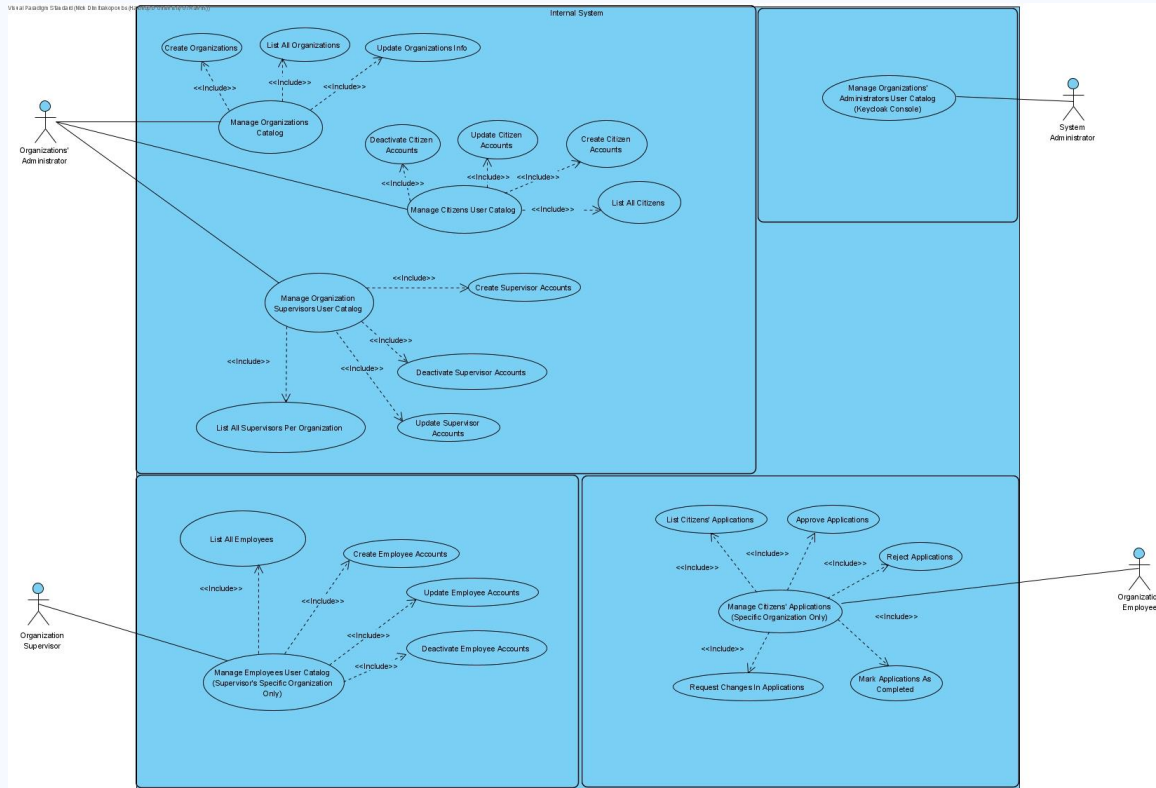 Internal System
Create Organizations
List All Organizations
Update Organizations Info
<<Include>>
<<Include>>
<<Include>>
Manage Organizations
Catalog
Organizations'
Administrator
Manage Organizations'
Administrators User Catalog
(Keycloak Console)
System
Administrator
Deactivate Citizen
Accounts
Update Citizen
Accounts
Create Citizen
Accounts
<<Include>>
<<Include>>
<<Include>>
Manage Citizens User Catalog
<<Include>>
List All Citizens
<<Include>>
Create Supervisor Accounts
Manage Organization
Supervisors User Catalog
<<Include>>
<<Include>>
<<Include>>
Deactivate Supervisor Accounts
List All Supervisors Per Organization
Update Supervisor
Accounts
List All Employees
Create Employee Accounts
<<Include>>
<<Include>>
Update Employee Accounts
<<Include>>
Deactivate Employee Accounts
<<Include>>
Organization
Supervisor
Manage Employees User Catalog
(Supervisor's Specific Organization
Only)
List Citizens' Applications
Approve Applications
<<Include>>
<<Include>>
<<Include>>
Reject Applications
Manage Citizens' Applications
(Specific Organization Only)
<<Include>>
<<Include>>
Request Changes In Applications
Mark Applications As
Completed
Organizatio
Employee